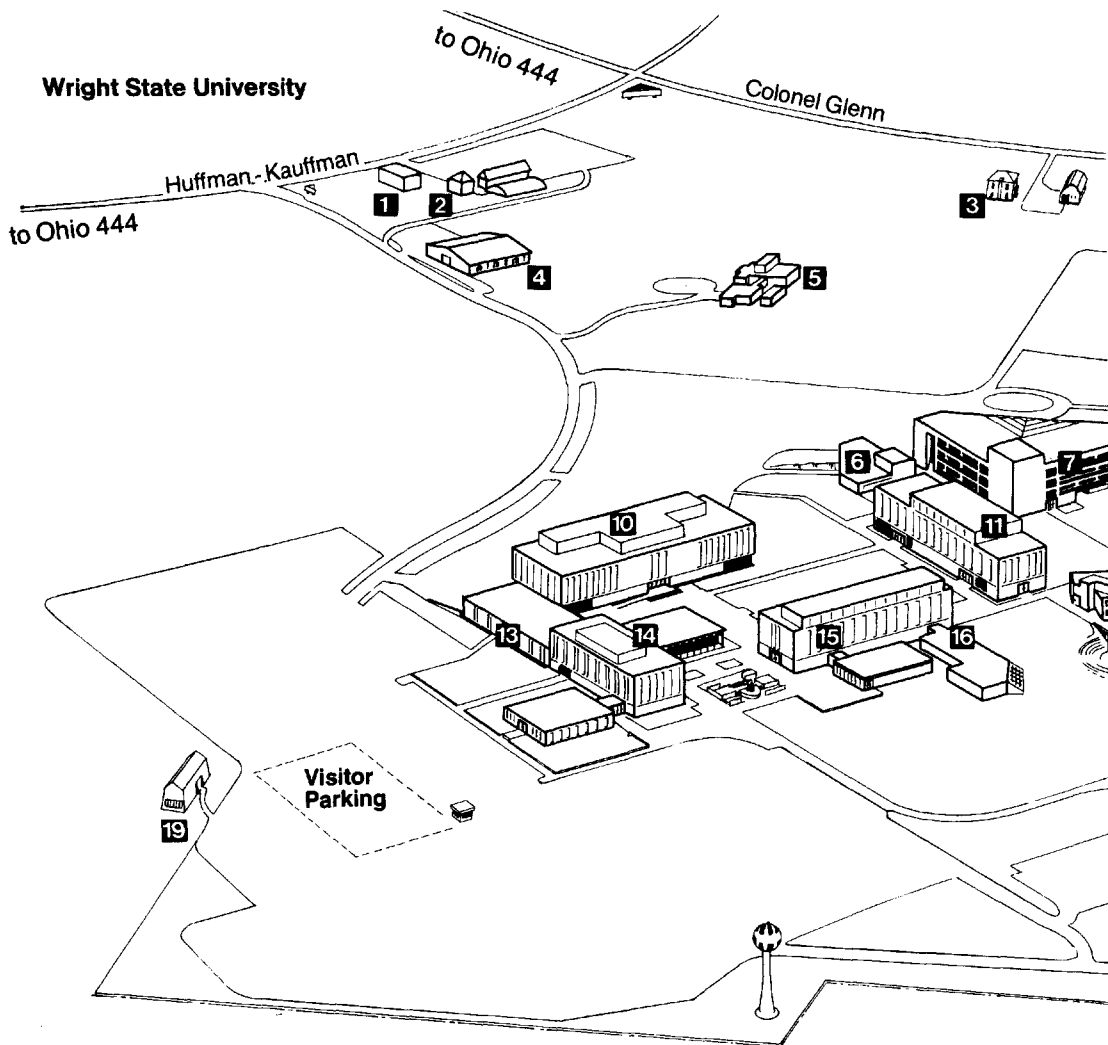 to Ohio 444
Wright State University
Colonel Glenn
Huffman-Kauffman
to Ohio 444
1
2
3
4
5
6
7
10
11
13
14
15
16
Visitor
Parking
19